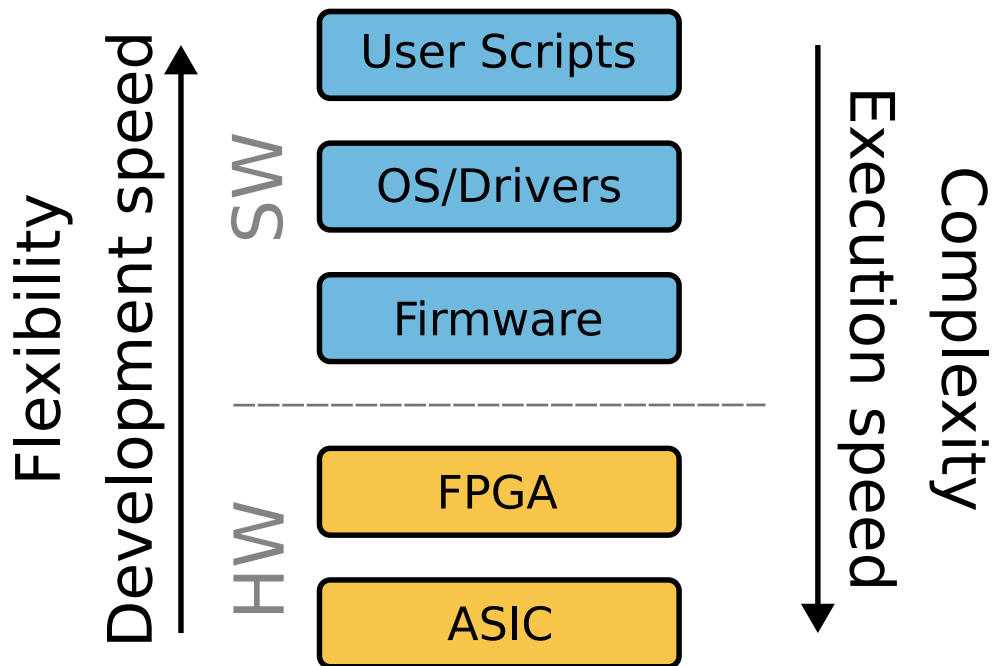 Flexibility
Development speed
SW
HW
User Scripts
OS/Drivers
Firmware
FPGA
ASIC
Execution speed
Complexity